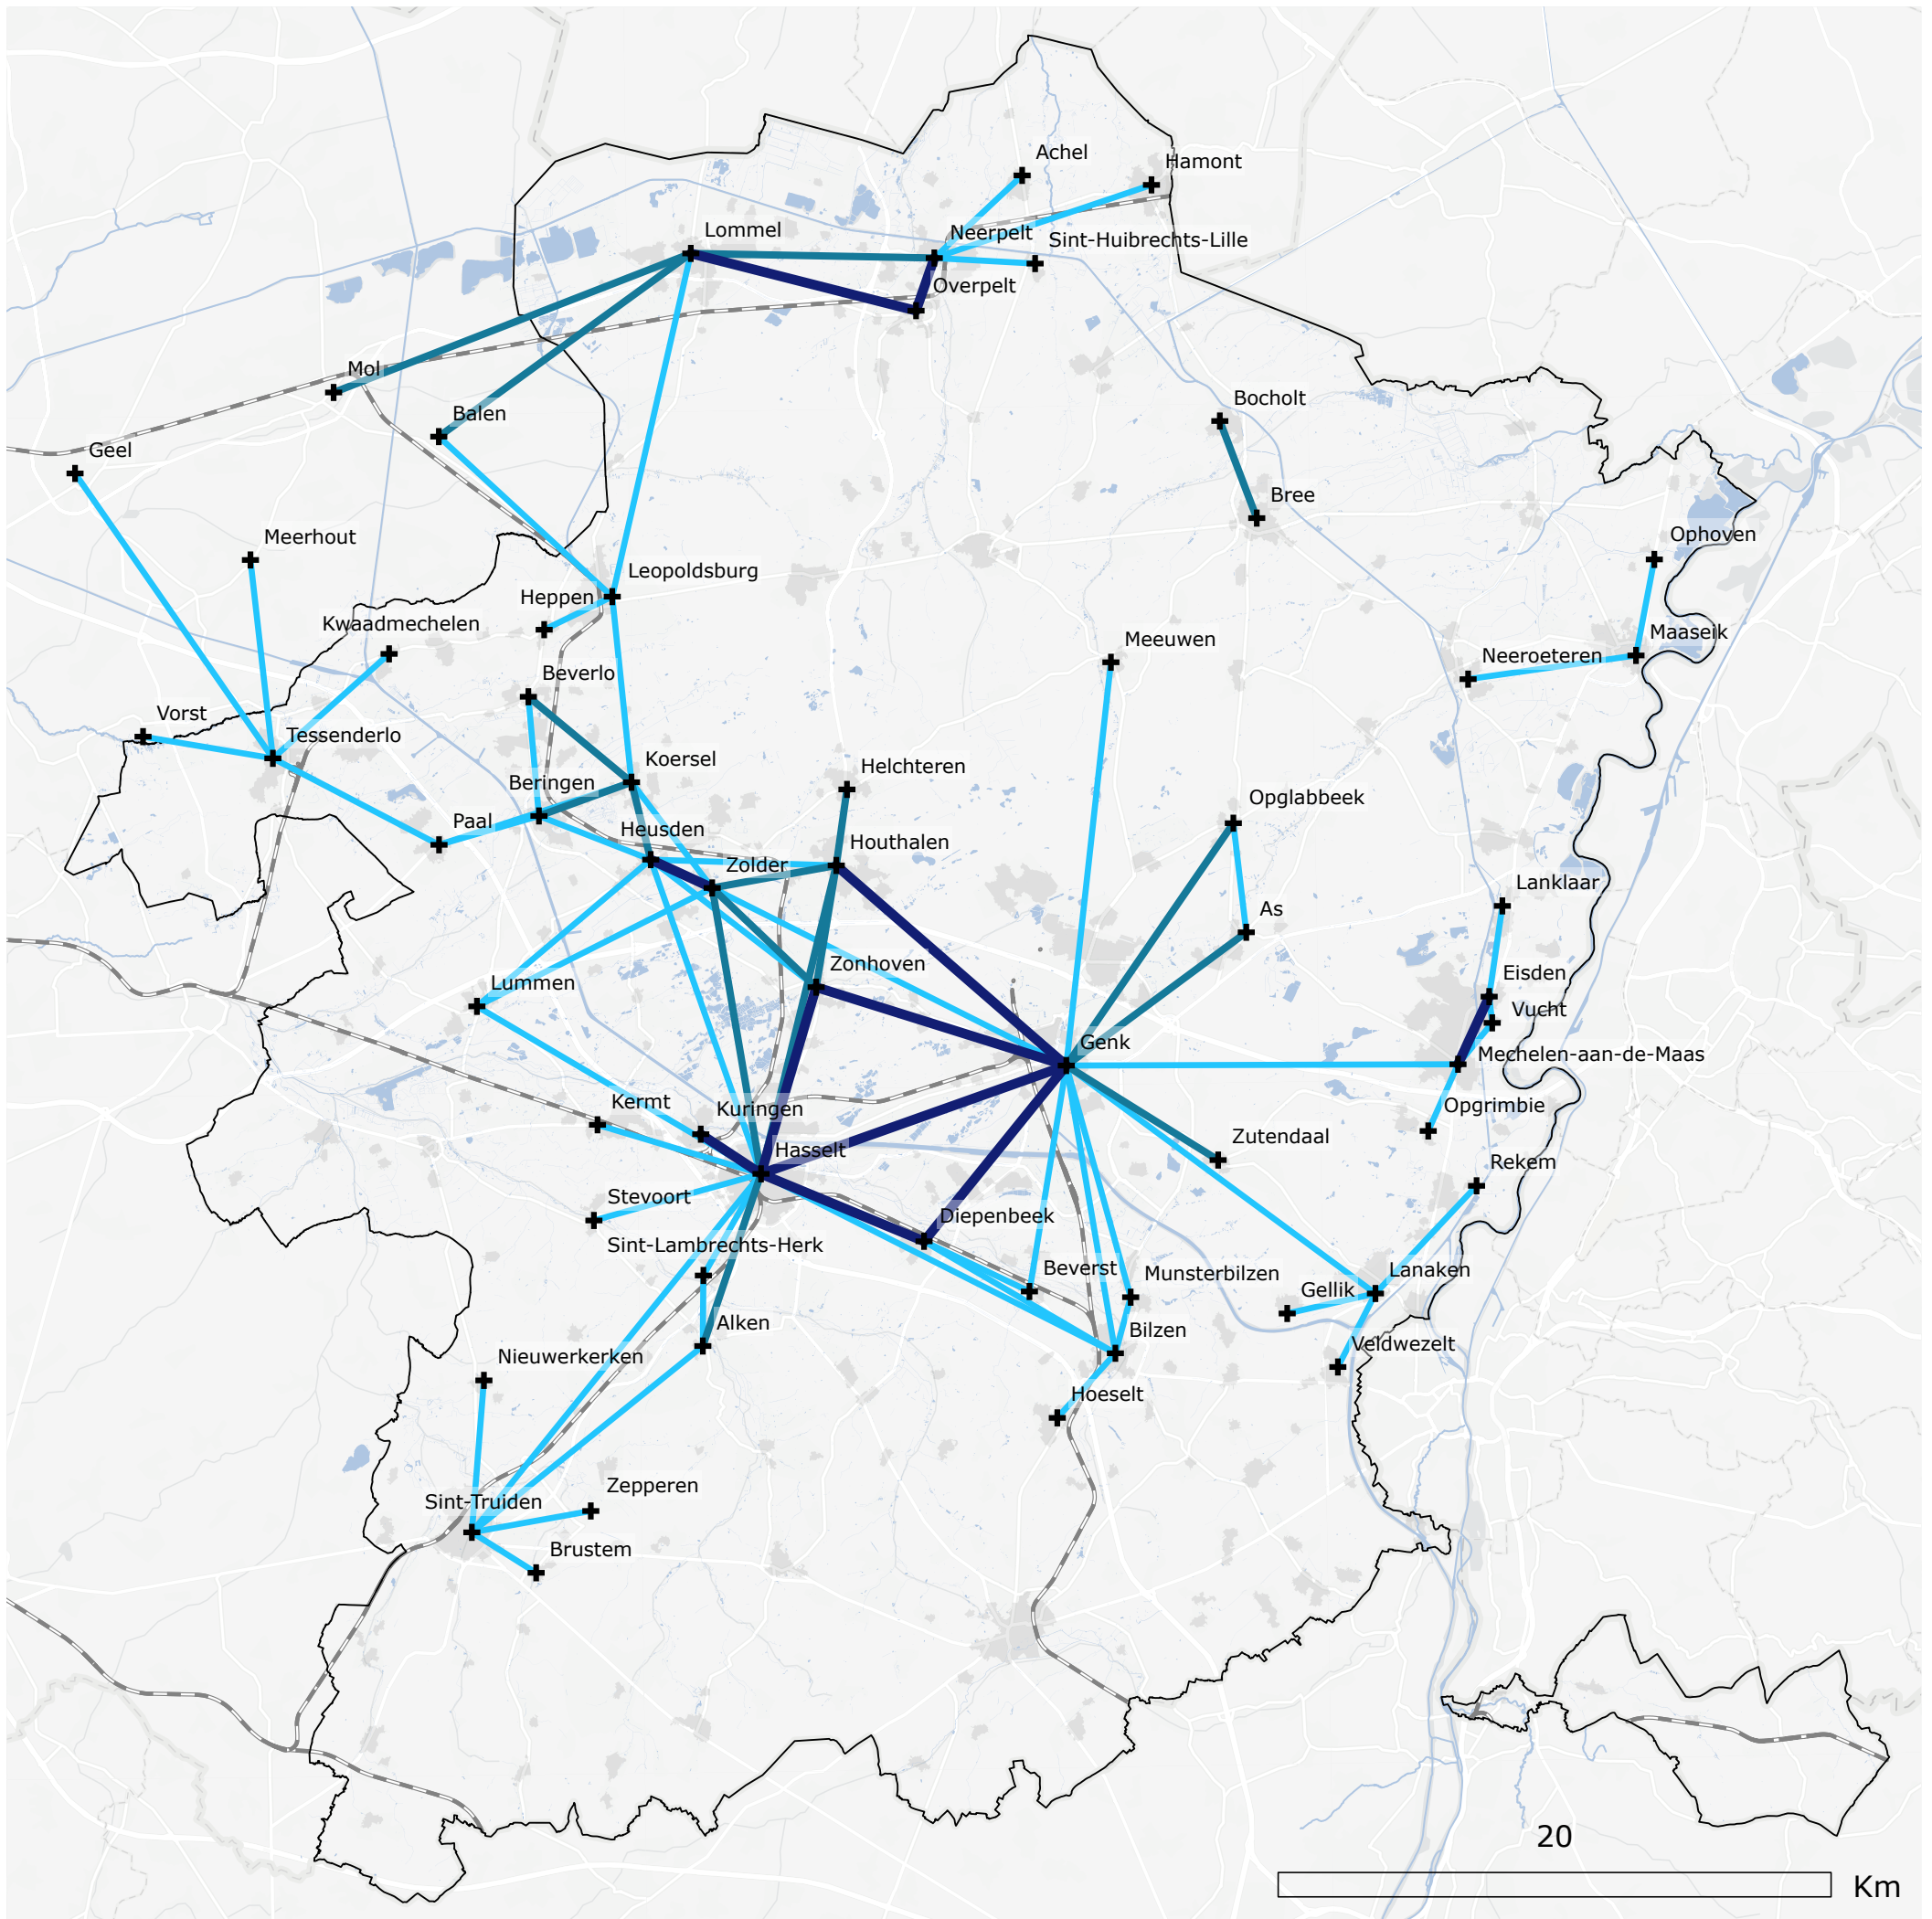 Achel
Hamont
Lommel
Neerpelt
Sint-Huibrechts-Lille
Overpelt
Mol
Balen
Bocholt
Geel
Bree
Meerhout
Ophoven
Leopoldsburg
Heppen
Kwaadmechelen
Maaseik
Meeuwen
Neeroeteren
Beverlo
Vorst
Tessenderlo
Koersel
Helchteren
Beringen
Opglabbeek
Paal
Heusden
Houthalen
Zolder
Lanklaar
As
Zonhoven
Eisden
Lummen
Vucht
Genk
Mechelen-aan-de-Maas
Kermt
Kuringen
Opgrimbie
Zutendaal
Hasselt
Rekem
Stevoort
Diepenbeek
Sint-Lambrechts-Herk
Beverst
Munsterbilzen
Lanaken
Gellik
Alken
Bilzen
Veldwezelt
Nieuwerkerken
Hoeselt
Zepperen
Sint-Truiden
Brustem
20
Km